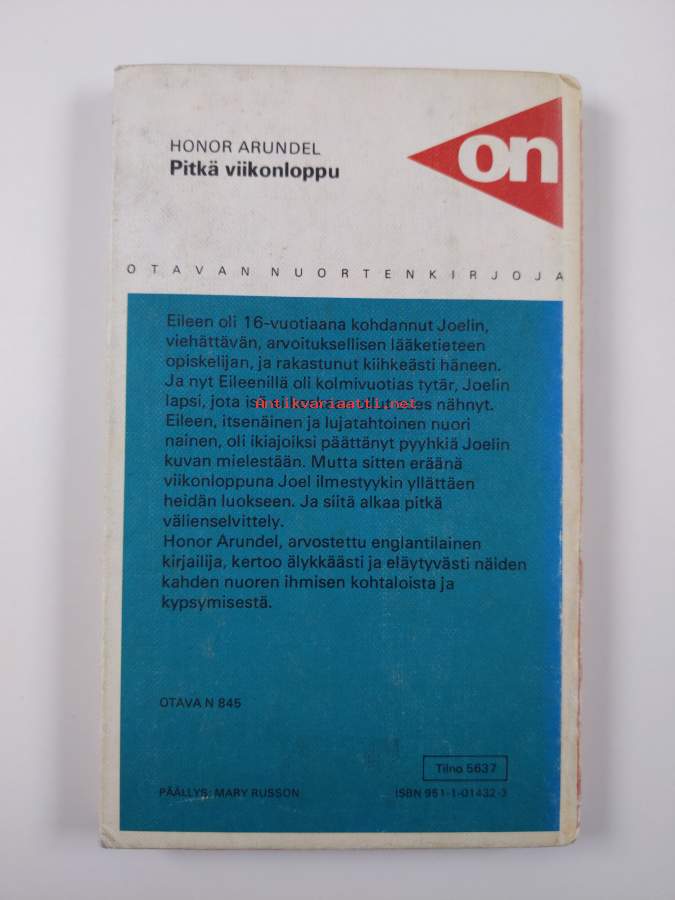 HONOR ARUNDEL
Pitkä viikonloppu
on
OTAVAN NUORTENKIRJOJA
Eileen oli 16-vuotiaana kohdannut Joelin,
viehättävän, arvoituksellisen lääketieteen
opiskelijan, ja rakastunut kiihkeästi häneen.
Ja nyt Eileenillä oli kolmivuotias tytär, Joelin
lapsi, jota nähnyt.
Antikvariaatti.net
Eileen, itsenäinen ja lujatahtoinen nuori
nainen, oli ikiajoiksi päättänyt pyyhkiä Joelin
kuvan mielestään. Mutta sitten eräänä
viikonloppuna Joel ilmestyykin yllättäen
heidän luokseen. Ja siitä alkaa pitkä
välienselvittely.
Honor Arundel, arvostettu englantilainen
kirjailija, kertoo älykkäästi ja eläytyvästi näiden
kahden nuoren ihmisen kohtaloista ja
kypsymisestä.
OTAVA N 845
Tilno 5637
PÄÄLLYS: MARY RUSSON ISBN 951-1-01432-3